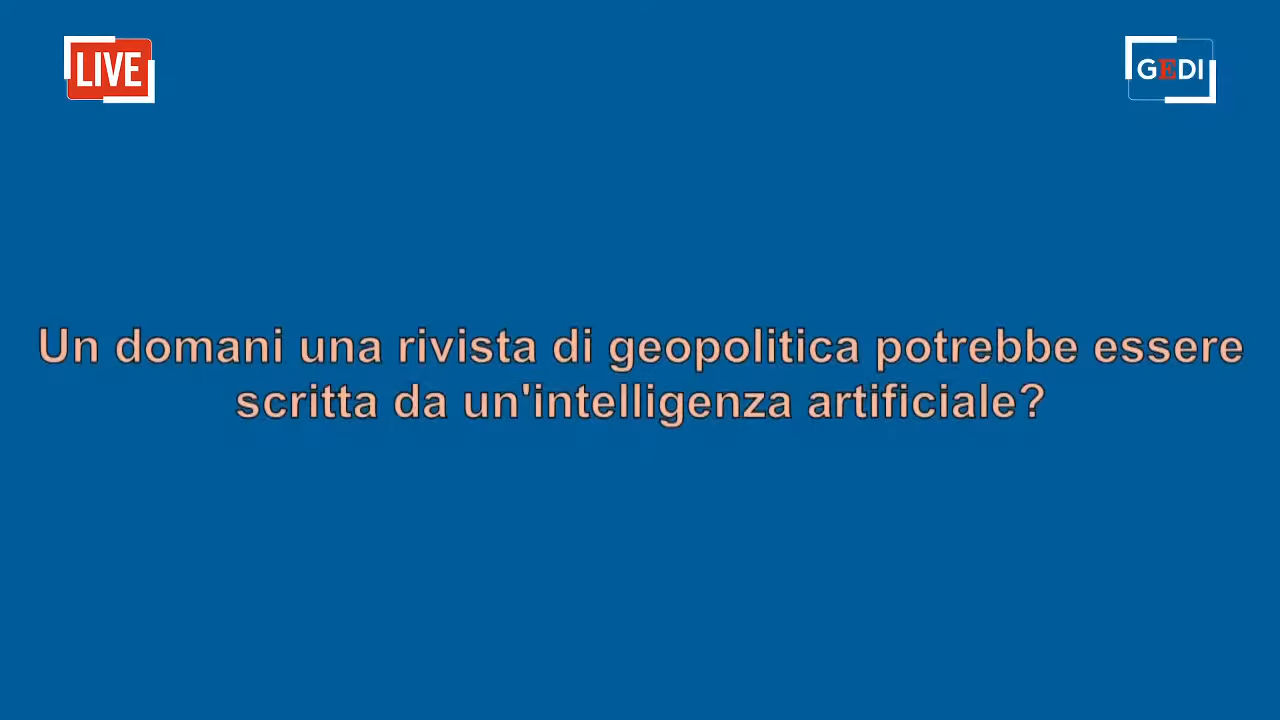 LIVE
GEDI
Un domani una rivista di geopolitica potrebbe essere
scritta da un'intelligenza artificiale?